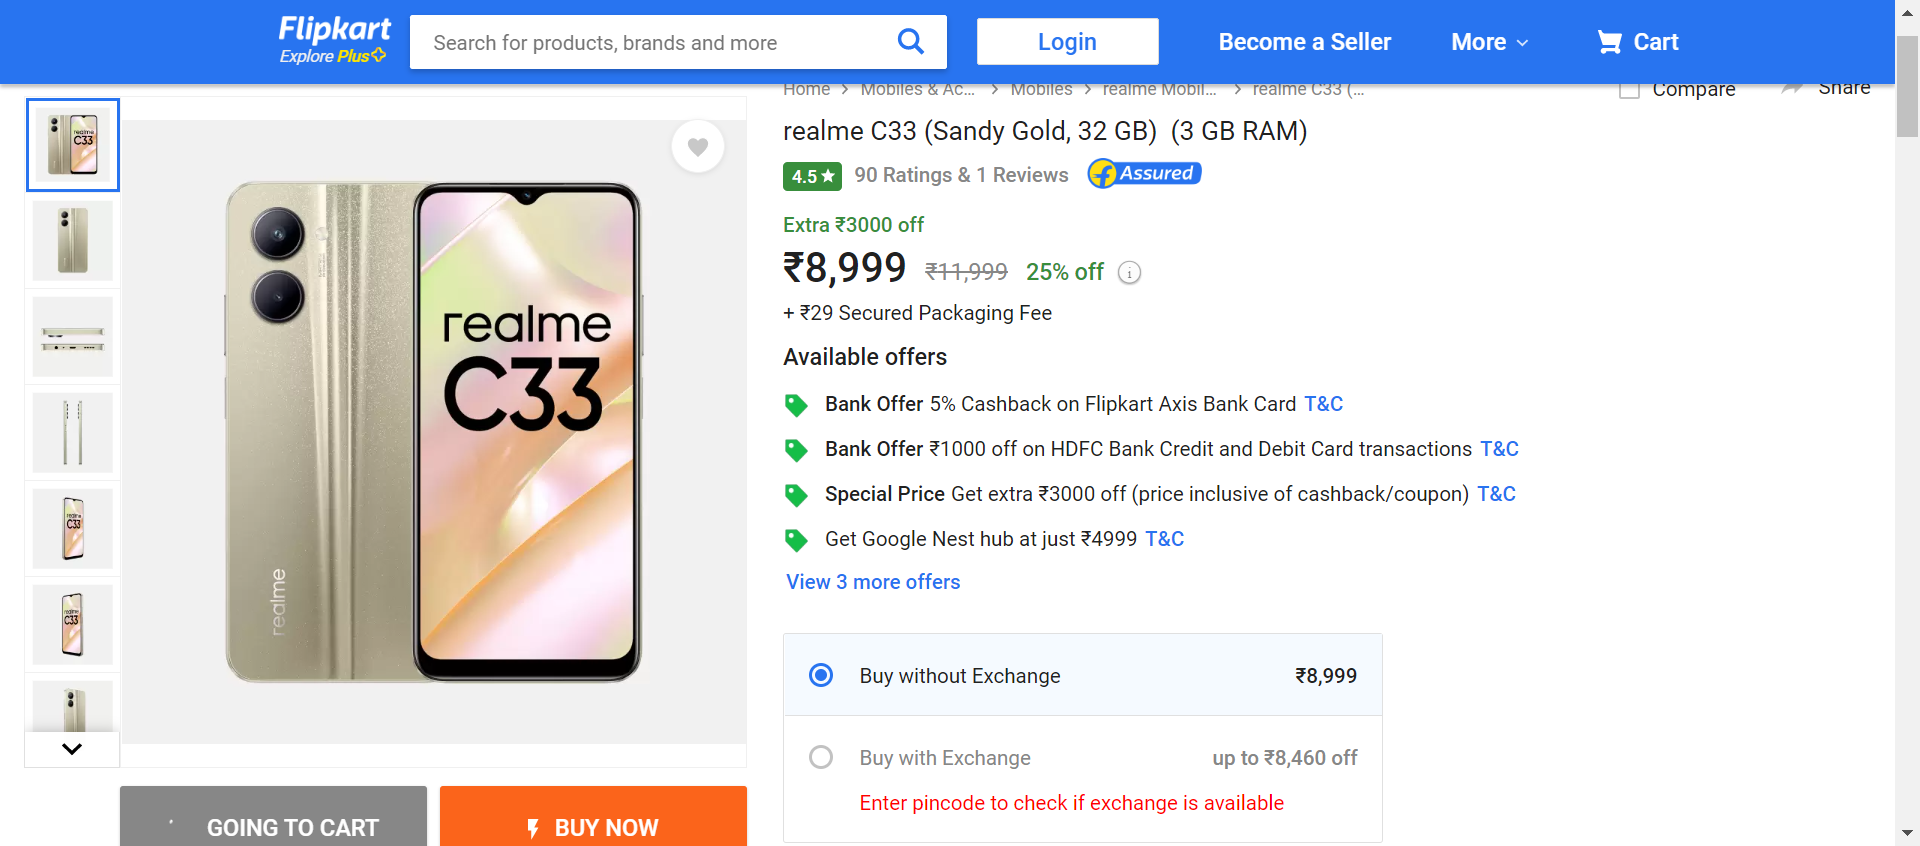 Flipkart
Explore Plus
Search for products, brands and more
Login
Become a Seller
More
Cart
Home
Mobiles & Ac...
Mobiles
realme Mobil...
realme C33 (...
Compare
Share
realme C33 (Sandy Gold, 32 GB)  (3 GB RAM)
4.5★
90 Ratings & 1 Reviews
Assured
Extra ₹3000 off
₹8,999 ₹11,999 25% off
+ ₹29 Secured Packaging Fee
Available offers
Bank Offer 5% Cashback on Flipkart Axis Bank Card T&C
Bank Offer ₹1000 off on HDFC Bank Credit and Debit Card transactions T&C
Special Price Get extra ₹3000 off (price inclusive of cashback/coupon) T&C
Get Google Nest hub at just ₹4999 T&C
View 3 more offers
Buy without Exchange ₹8,999
Buy with Exchange up to ₹8,460 off
Enter pincode to check if exchange is available
realme
C33
realme
realme
C33
realme
C33
realme
C33
GOING TO CART
BUY NOW